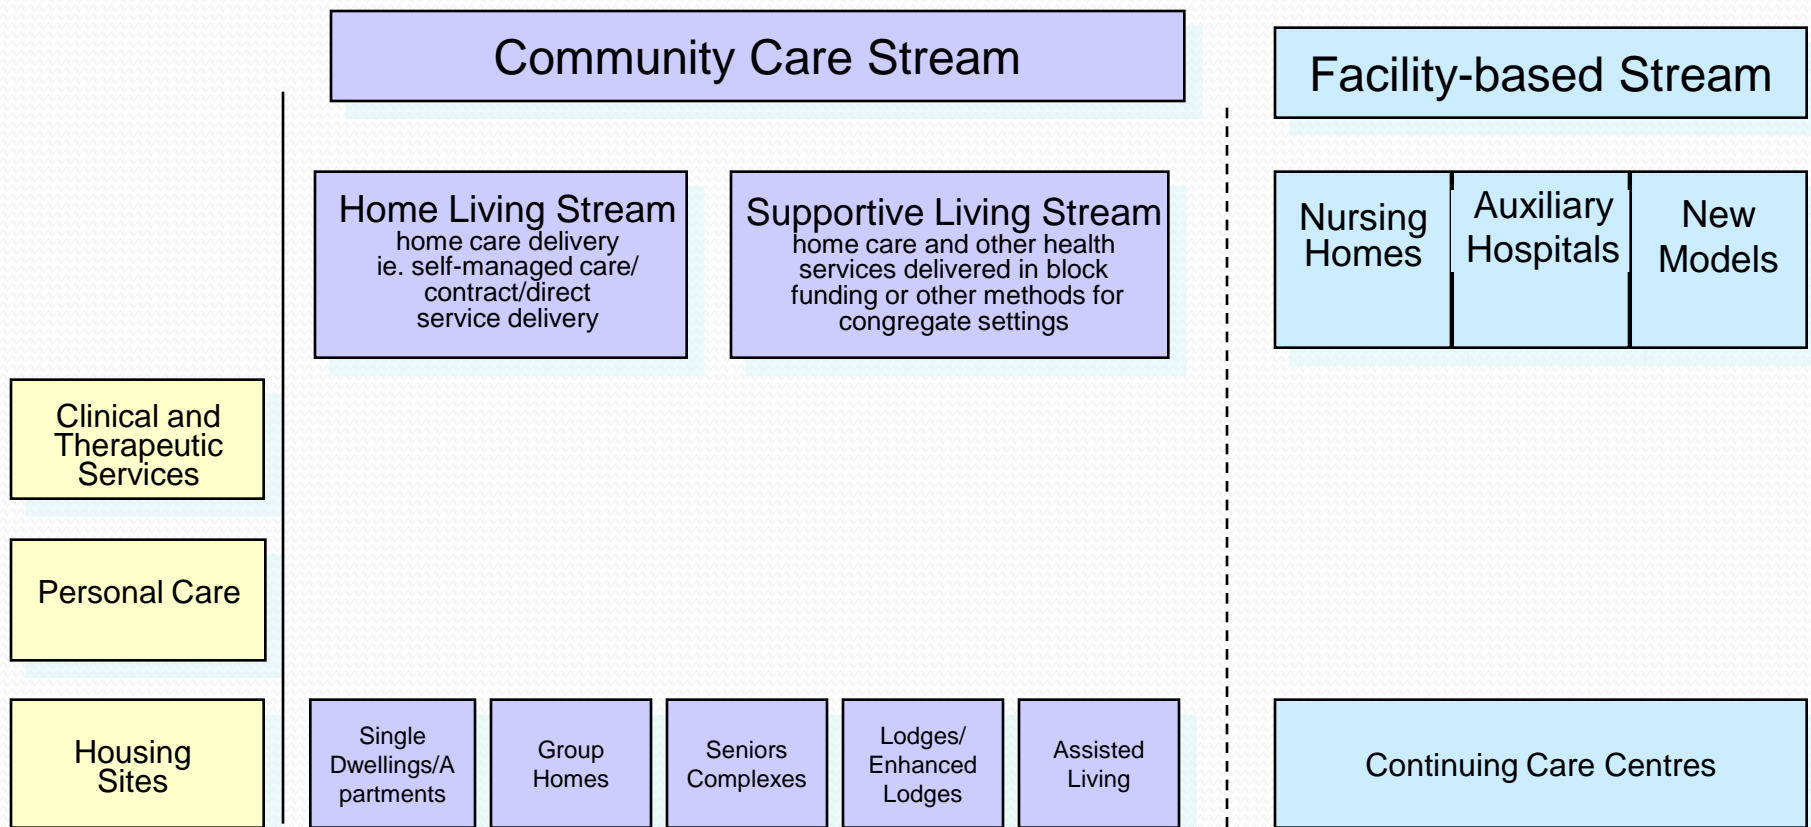 Community Care Stream
Facility-based Stream
Home Living Stream
home care delivery
ie. self-managed care/
contract/direct
service delivery
Supportive Living Stream
home care and other health
services delivered in block
funding or other methods for
congregate settings
Nursing
Homes
Auxiliary
Hospitals
New
Models
Clinical and
Therapeutic
Services
Personal Care
Housing
Sites
Single
Dwellings/A
partments
Group
Homes
Seniors
Complexes
Lodges/
Enhanced
Lodges
Assisted
Living
Continuing Care Centres